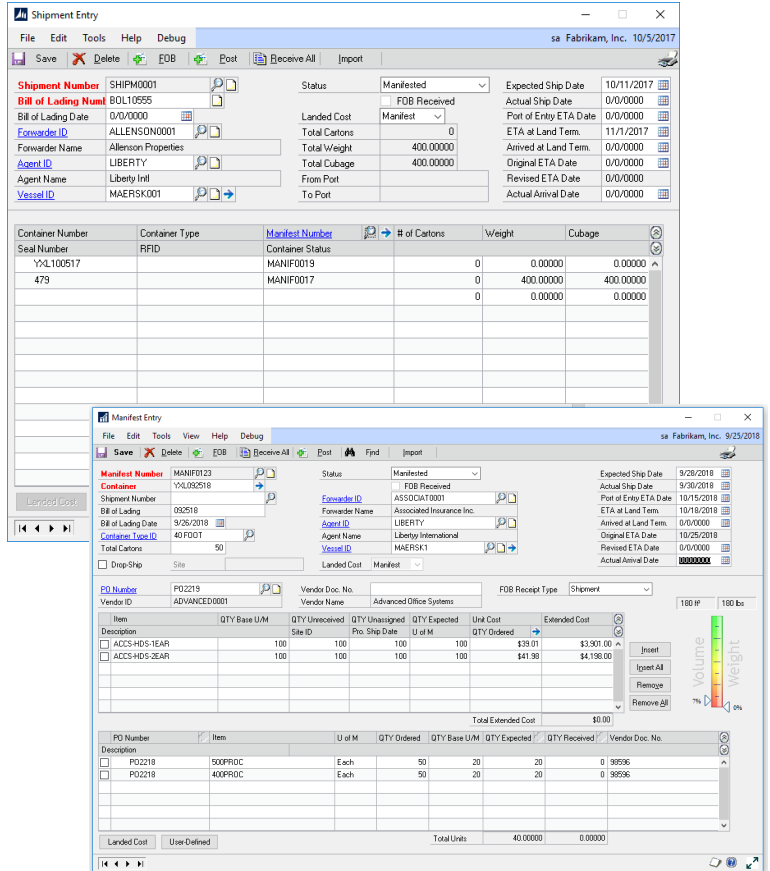 Shipment Entry
File Edit Tools Help Debug sa Fabrikam, Inc. 10/5/2017
Save Delete FOB Post Receive All Import
Shipment Number SHIPM0001 Status Manifested Expected Ship Date 10/11/2017
Bill of Lading Numb BOL10555 FOB Received Actual Ship Date 0/0/0000
Bill of Lading Date 0/0/0000 Landed Cost Manifest Port of Entry ETA Date 0/0/0000
Forwarder ID ALLENSON0001 Total Cartons 0 ETA at Land Term. 11/1/2017
Forwarder Name Allenson Properties Total Weight 400.00000 Arrived at Land Term. 0/0/0000
Agent ID LIBERTY Total Cubage 400.00000 Original ETA Date 0/0/0000
Agent Name Liberty Intl From Port Revised ETA Date 0/0/0000
Vessel ID MAERSK001 To Port Actual Arrival Date 0/0/0000
Container Number Container Type Manifest Number # of Cartons Weight Cubage
Seal Number RFID Container Status
YXL100517 MANIF0019 0 0.00000 0.00000
479 MANIF0017 0 400.00000 400.00000
0 0.00000 0.00000
Landed Cost
Manifest Entry
File Edit Tools View Help Debug sa Fabrikam, Inc. 9/25/2018
Save Delete FOB Receive All Post Find Import
Manifest Number MANIF0123 Status Manifested Expected Ship Date 9/28/2018
Container YXL092518 FOB Received Actual Ship Date 9/30/2018
Shipment Number Forwarder ID ASSOCIAT0001 Port of Entry ETA Date 10/15/2018
Bill of Lading 092518 Forwarder Name Associated Insurance Inc. ETA at Land Term. 10/18/2018
Bill of Lading Date 9/26/2018 Agent ID LIBERTY Arrived at Land Term. 0/0/0000
Container Type ID 40 FOOT Agent Name Libertyy International Original ETA Date 10/25/2018
Total Cartons 50 Vessel ID MAERSK1 Revised ETA Date 0/0/0000
Drop-Ship Site Landed Cost Manifest Actual Arrival Date
PO Number PO2219 Vendor Doc. No. FOB Receipt Type Shipment
Vendor ID ADVANCED0001 Vendor Name Advanced Office Systems 180 ft³ 180 lbs
Item QTY Base U/M QTY Unreceived QTY Unassigned QTY Expected Unit Cost Extended Cost
Description Site ID Pro. Ship Date U of M QTY Ordered
ACCS-HDS-1EAR 100 100 100 100 $39.01 $3,901.00
ACCS-HDS-2EAR 100 100 100 100 $41.98 $4,198.00
Insert
Insert All
Remove
Remove All
Volume
Weight
7% 0%
Total Extended Cost $0.00
PO Number Item U of M QTY Ordered QTY Base U/M QTY Expected QTY Received Vendor Doc. No.
Description
PO2218 500PROC Each 50 20 20 0 98596
PO2218 400PROC Each 50 20 20 0 98596
Landed Cost User-Defined Total Units 40.00000 0.00000